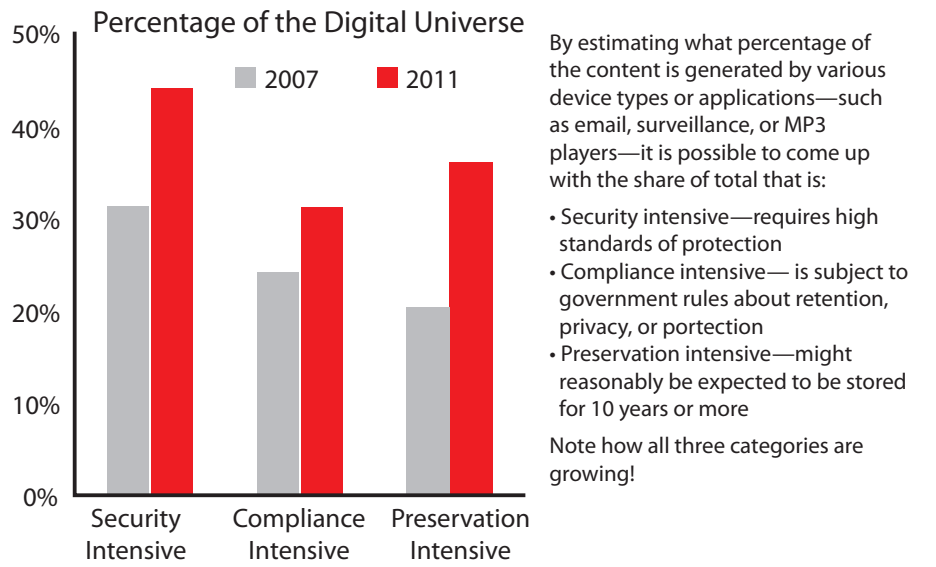 Percentage of the Digital Universe
50%
40%
30%
20%
10%
0%
2007
2011
Security
Intensive
Compliance
Intensive
Preservation
Intensive
By estimating what percentage of
the content is generated by various
device types or applications—such
as email, surveillance, or MP3
players—it is possible to come up
with the share of total that is:
• Security intensive—requires high
standards of protection
• Compliance intensive— is subject to
government rules about retention,
privacy, or portection
• Preservation intensive—might
reasonably be expected to be stored
for 10 years or more
Note how all three categories are
growing!